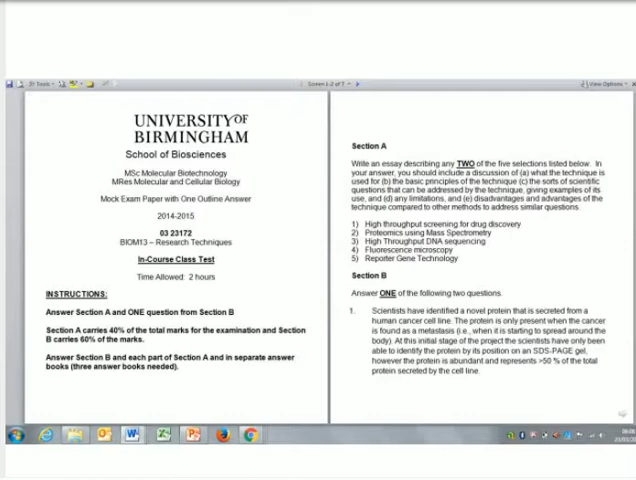 Tools
Screen 1-2 of 7
View Options
UNIVERSITYOF
BIRMINGHAM
School of Biosciences
MSc Molecular Biotechnology
MRes Molecular and Cellular Biology
Mock Exam Paper with One Outline Answer
2014-2015
03 23172
BIOM13 – Research Techniques
In-Course Class Test
Time Allowed: 2 hours
INSTRUCTIONS:
Answer Section A and ONE question from Section B
Section A carries 40% of the total marks for the examination and Section
B carries 60% of the marks.
Answer Section B and each part of Section A and in separate answer
books (three answer books needed).
Section A
Write an essay describing any TWO of the five selections listed below. In
your answer, you should include a discussion of (a) what the technique is
used for (b) the basic principles of the technique (c) the sorts of scientific
questions that can be addressed by the technique, giving examples of its
use, and (d) any limitations, and (e) disadvantages and advantages of the
technique compared to other methods to address similar questions.
1) High throughput screening for drug discovery
2) Proteomics using Mass Spectrometry
3) High Throughput DNA sequencing
4) Fluorescence microscopy
5) Reporter Gene Technology
Section B
Answer ONE of the following two questions
1. Scientists have identified a novel protein that is secreted from a
human cancer cell line. The protein is only present when the cancer
is found as a metastasis (i.e., when it is starting to spread around the
body). At this initial stage of the project the scientists have only been
able to identify the protein by its position on an SDS-PAGE gel,
however the protein is abundant and represents >50 % of the total
protein secreted by the cell line.